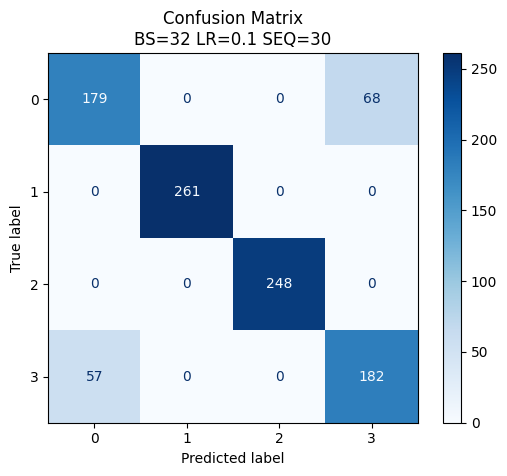 Confusion Matrix
BS=32 LR=0.1 SEQ=30
True label
0
179 0 0 68
1
0 261 0 0
2
0 0 248 0
3
57 0 0 182
0 1 2 3
Predicted label
250
200
150
100
50
0